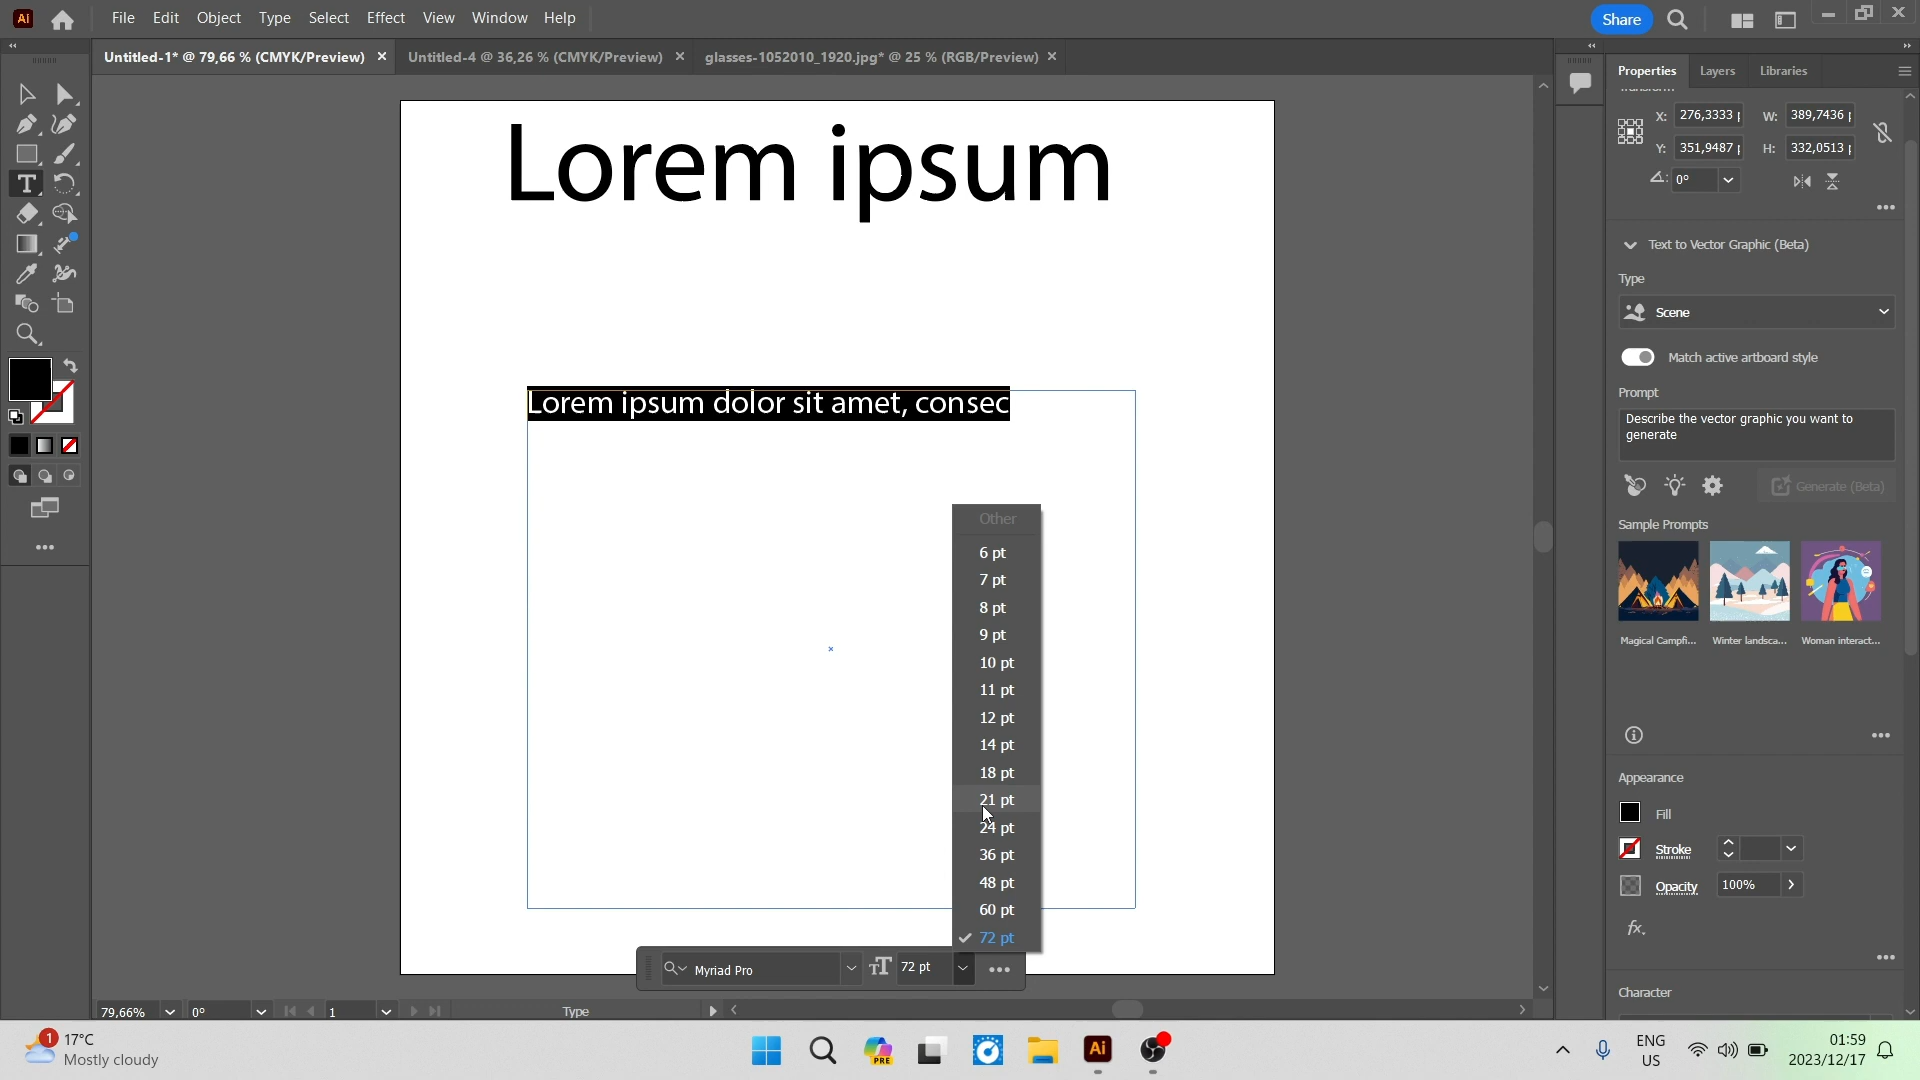 Ai File Edit Object Type Select Effect View Window Help Share
Untitled-1* @ 79,66 % (CMYK/Preview) Untitled-4 @ 36,26 % (CMYK/Preview) glasses-1052010_1920.jpg* @ 25 % (RGB/Preview)
Properties Layers Libraries
X: 276,3333 W: 389,7436
Y: 351,9487 H: 332,0513
0°
Text to Vector Graphic (Beta)
Type
Scene
Match active artboard style
Prompt
Describe the vector graphic you want to
generate
Generate (Beta)
Sample Prompts
Magical Campfi... Winter landsca... Woman interact...
Appearance
Fill
Stroke
Opacity 100%
fx.
Character
Lorem ipsum
Lorem ipsum dolor sit amet, consec
Other
6 pt
7 pt
8 pt
9 pt
10 pt
11 pt
12 pt
14 pt
18 pt
21 pt
24 pt
36 pt
48 pt
60 pt
72 pt
Myriad Pro TT 72 pt
79,66% 0° 1 Type
1 17°C
Mostly cloudy
PRE
Ai
ENG
US
01:59
2023/12/17